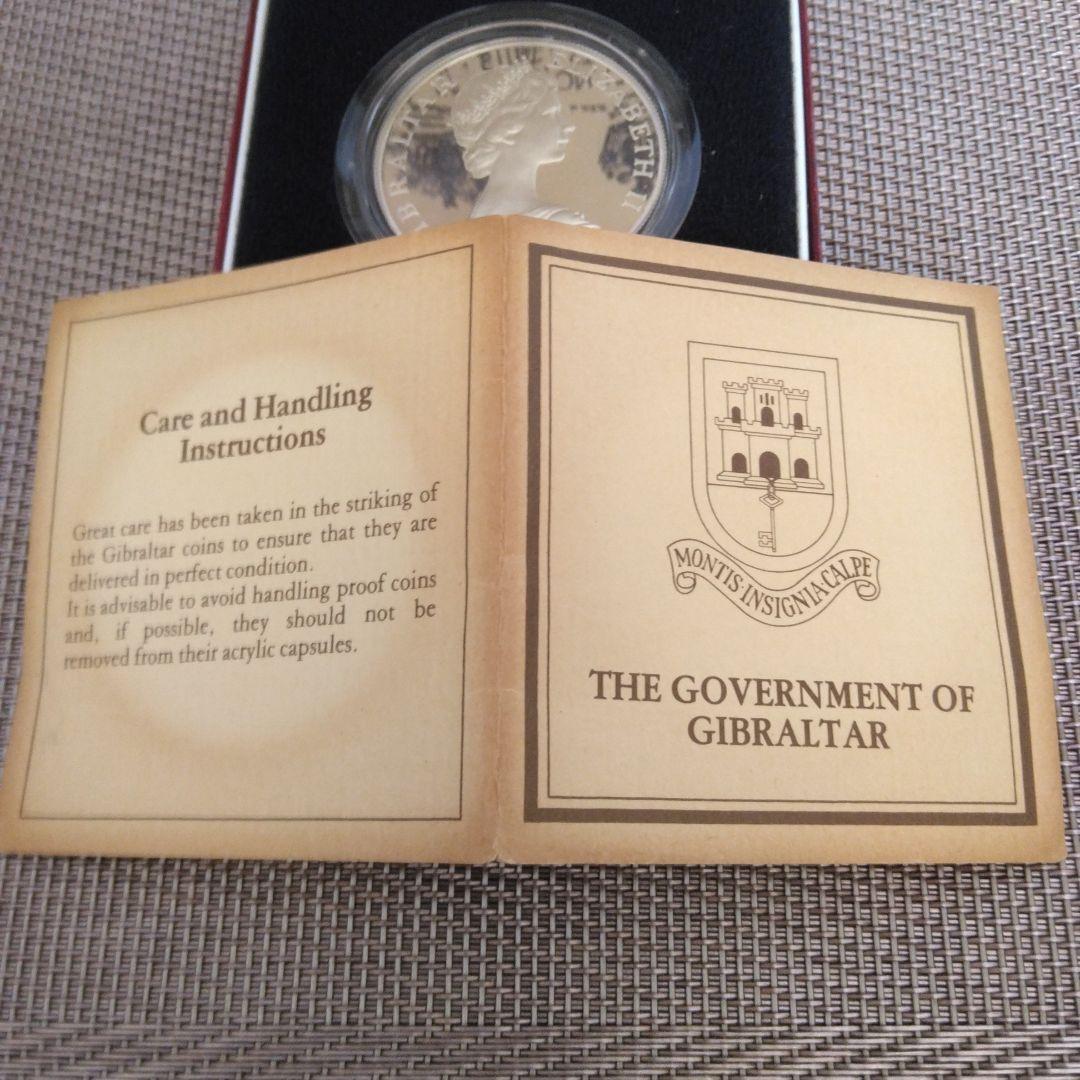 GIBRALTAR · ELIZABETH II
Care and Handling
Instructions
Great care has been taken in the striking of
the Gibraltar coins to ensure that they are
delivered in perfect condition.
It is advisable to avoid handling proof coins
and, if possible, they should not be
removed from their acrylic capsules.
MONTIS·INSIGNIA·CALPE
THE GOVERNMENT OF
GIBRALTAR